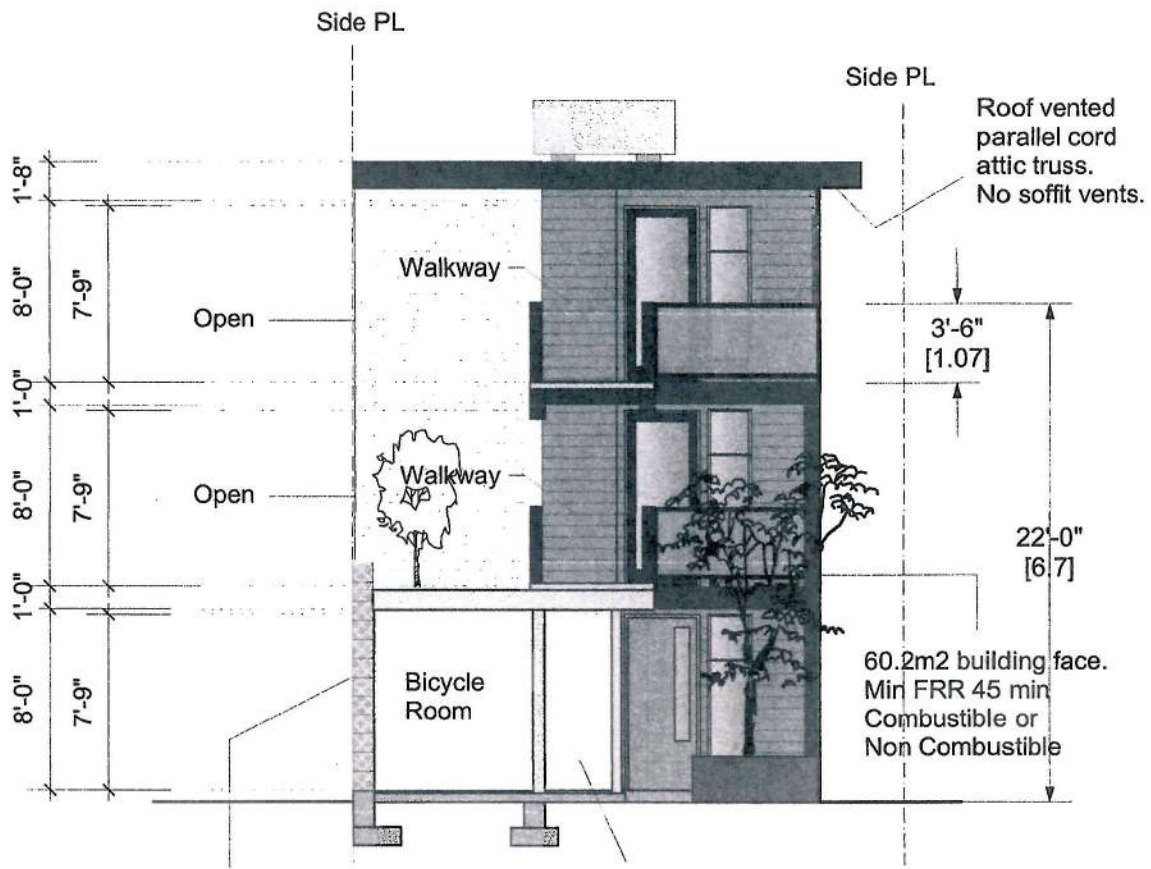 Side PL
Side PL
Roof vented
parallel cord
attic truss.
No soffit vents.
1'-8"
8'-0"
7'-9"
Walkway
Open
3'-6"
[1.07]
1'-0"
8'-0"
7'-9"
Walkway
Open
22'-0"
[6.7]
1'-0"
8'-0"
7'-9"
Bicycle
Room
60.2m2 building face.
Min FRR 45 min
Combustible or
Non Combustible